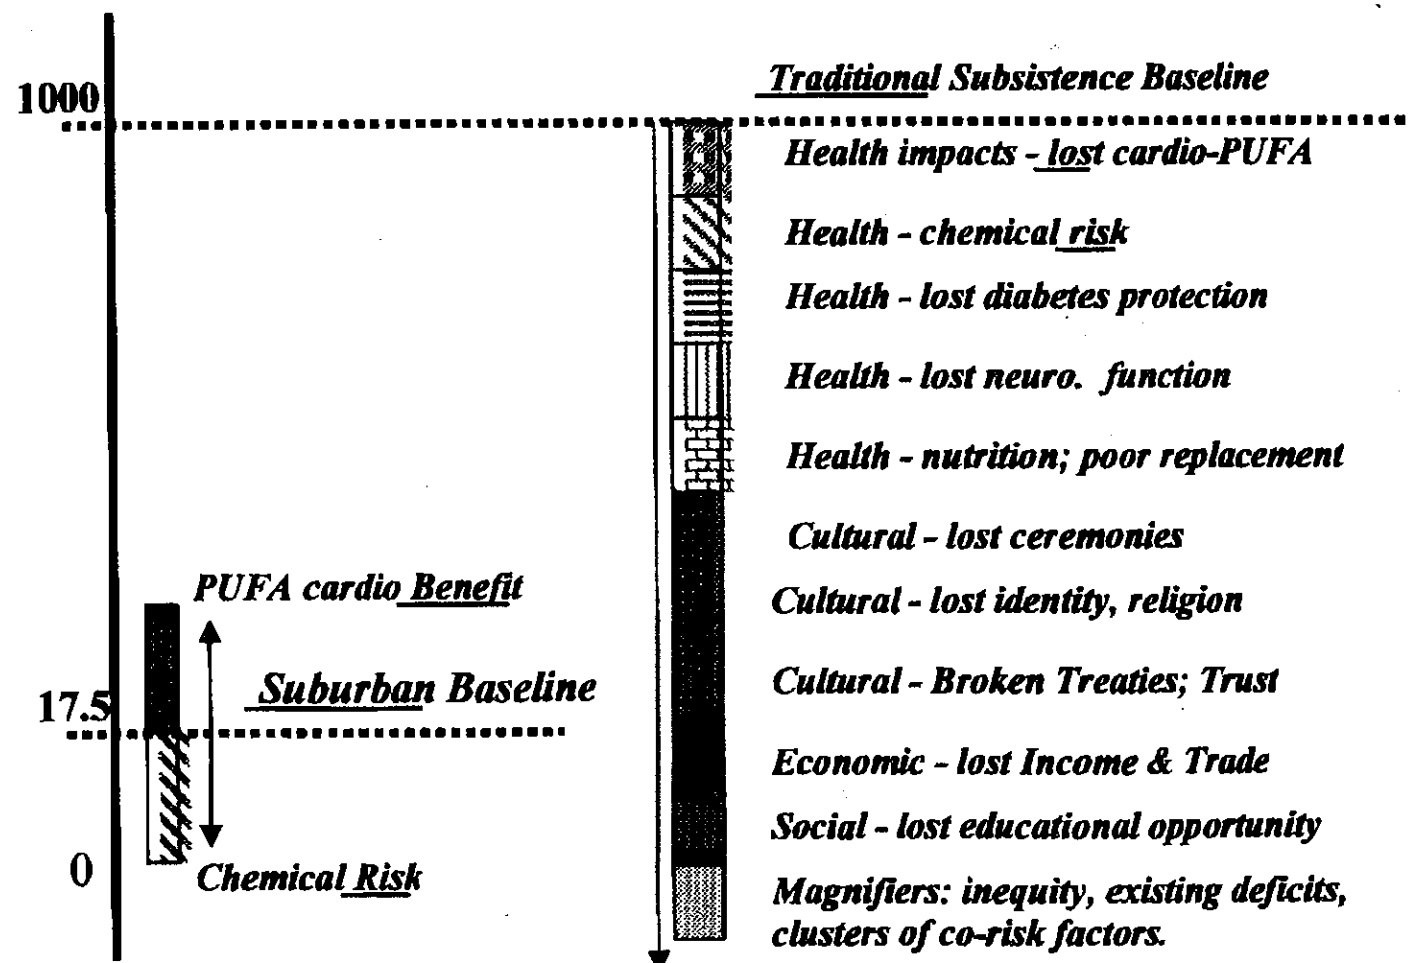 1000
Traditional Subsistence Baseline
Health impacts - lost cardio-PUFA
Health - chemical risk
Health - lost diabetes protection
Health - lost neuro. function
Health - nutrition; poor replacement
Cultural - lost ceremonies
PUFA cardio Benefit
Cultural - lost identity, religion
17.5
Suburban Baseline
Cultural - Broken Treaties; Trust
Economic - lost Income & Trade
Social - lost educational opportunity
0
Chemical Risk
Magnifiers: inequity, existing deficits,
clusters of co-risk factors.